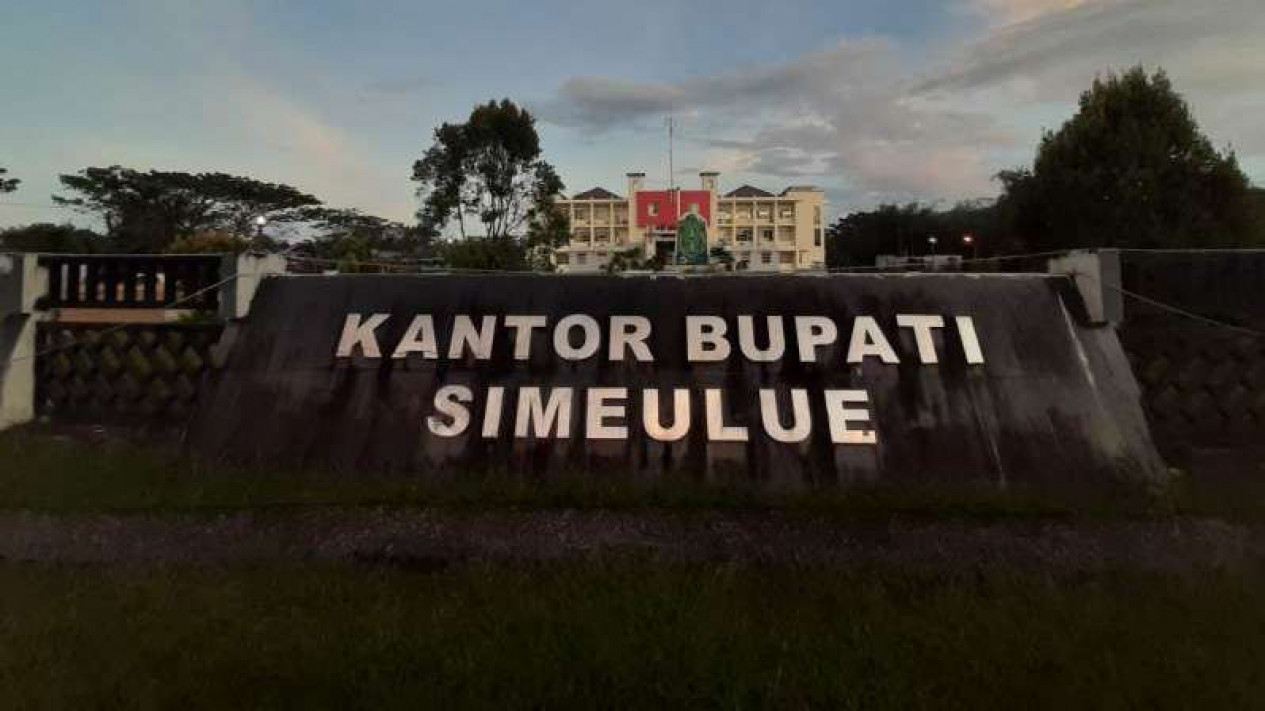 KANTOR BUPATI
SIMEULUE